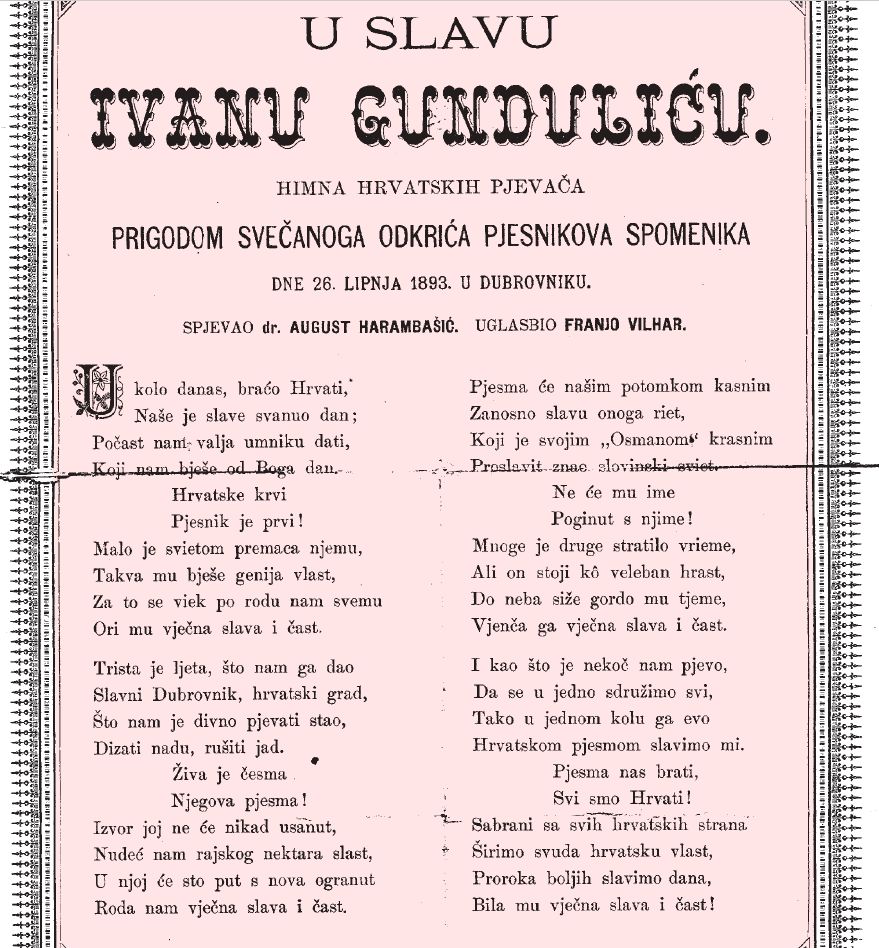 U SLAVU
IVANU GUNDULIĆU.
HIMNA HRVATSKIH PJEVAČA
PRIGODOM SVEČANOGA ODKRIĆA PJESNIKOVA SPOMENIKA
DNE 26. LIPNJA 1893. U DUBROVNIKU.
SPJEVAO dr. AUGUST HARAMBAŠIĆ. UGLASBIO FRANJO VILHAR.
U kolo danas, braćo Hrvati,
Naše je slave svanuo dan;
Počast nam valja umniku dati,
Koji nam bješe od Boga dan.
Hrvatske krvi
Pjesnik je prvi!
Malo je svietom premaca njemu,
Takva mu bješe genija vlast,
Za to se viek po rodu nam svemu
Ori mu vječna slava i čast.
Trista je ljeta, što nam ga dao
Slavni Dubrovnik, hrvatski grad,
Što nam je divno pjevati stao,
Dizati nadu, rušiti jad.
Živa je česma
Njegova pjesma!
Izvor joj ne će nikad usanut,
Nudeć nam rajskog nektara slast,
U njoj će sto put s nova ogranut
Roda nam vječna slava i čast.
Pjesma će našim potomkom kasnim
Zanosno slavu onoga riet,
Koji je svojim „Osmanom“ krasnim
Proslavit znae slovinski sviet.
Ne će mu ime
Poginut s njime!
Mnoge je druge stratilo vrieme,
Ali on stoji kô veleban hrast,
Do neba siže gordo mu tjeme,
Vjenča ga vječna slava i čast.
I kao što je nekoč nam pjevo,
Da se u jedno sdružimo svi,
Tako u jednom kolu ga evo
Hrvatskom pjesmom slavimo mi.
Pjesma nas brati,
Svi smo Hrvati!
Sabrani sa svih hrvatskih strana
Širimo svuda hrvatsku vlast,
Proroka boljih slavimo dana,
Bila mu vječna slava i čast!